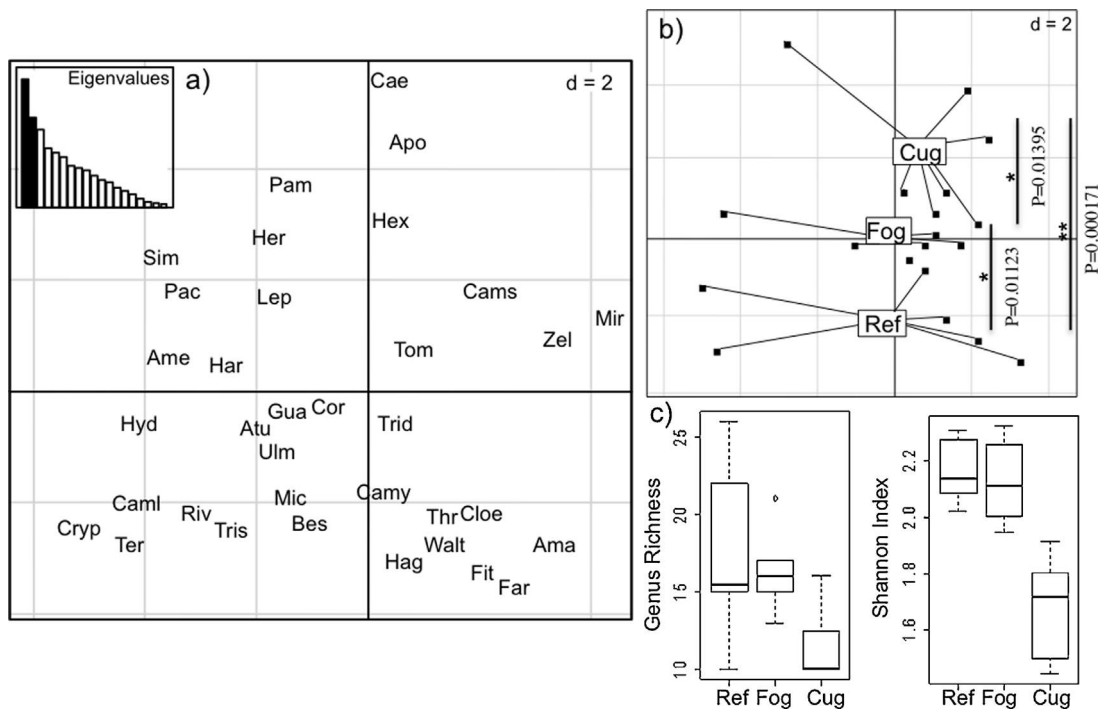 Eigenvalues
a)
d = 2
Cae
Apo
Pam
Hex
Her
Sim
Pac
Lep
Cams
Mir
Zel
Tom
Ame
Har
Hyd
Gua
Cor
Atu
Trid
Ulm
Caml
Mic
Camy
Cryp
Riv
Tris
Bes
Thr
Cloe
Ter
Walt
Ama
Hag
Fit
Far
b)
d = 2
Cug
Fog
Ref
*
P=0.01395
*
P=0.01123
**
P=0.000171
c)
Genus Richness
25
20
15
10
Ref Fog Cug
Shannon Index
2.2
2.0
1.8
1.6
Ref Fog Cug